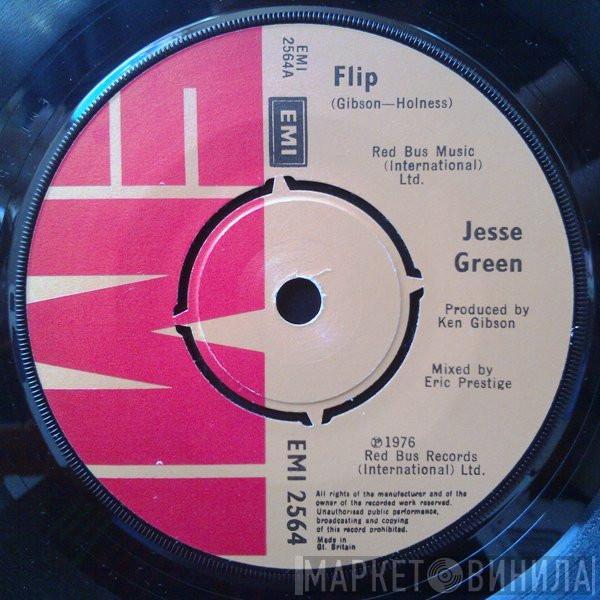 EMI
2564A
EMI
EMI
Flip
(Gibson—Holness)
Red Bus Music
(International)
Ltd.
Jesse
Green
Produced by
Ken Gibson
Mixed by
Eric Prestige
℗1976
Red Bus Records
(International) Ltd.
EMI 2564
All rights of the manufacturer and of the
owner of the recorded work reserved.
Unauthorised public performance,
broadcasting and copying
of this record prohibited.
Made in
Gt. Britain
МАРКЕТ ВИНИЛА